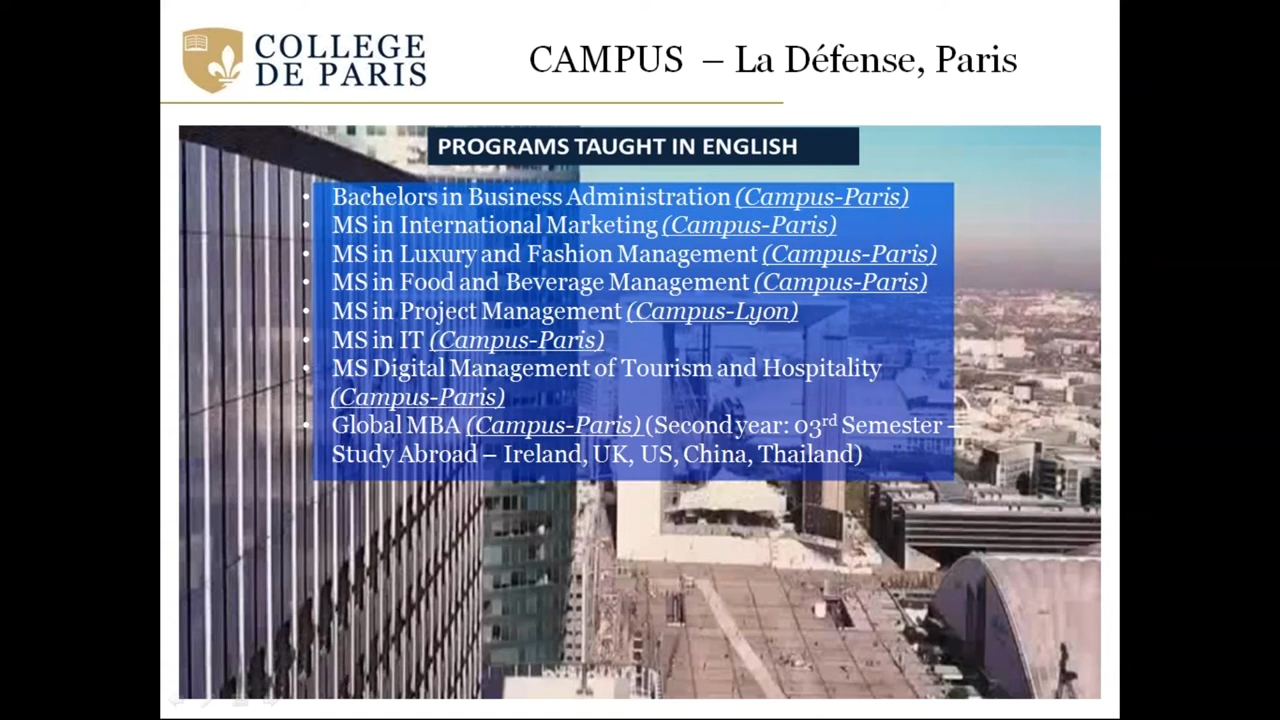 COLLEGE
DE PARIS
CAMPUS – La Défense, Paris
PROGRAMS TAUGHT IN ENGLISH
• Bachelors in Business Administration (Campus-Paris)
• MS in International Marketing (Campus-Paris)
• MS in Luxury and Fashion Management (Campus-Paris)
• MS in Food and Beverage Management (Campus-Paris)
• MS in Project Management (Campus-Lyon)
• MS in IT (Campus-Paris)
• MS Digital Management of Tourism and Hospitality
(Campus-Paris)
• Global MBA (Campus-Paris) (Second year: 03rd Semester –
Study Abroad – Ireland, UK, US, China, Thailand)